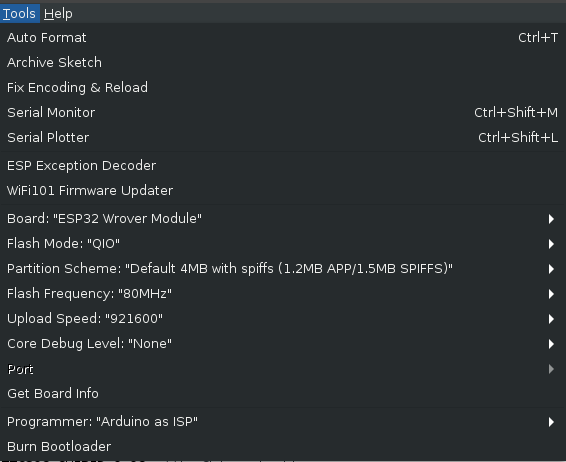 Tools Help
Auto Format Ctrl+T
Archive Sketch
Fix Encoding & Reload
Serial Monitor Ctrl+Shift+M
Serial Plotter Ctrl+Shift+L
ESP Exception Decoder
WiFi101 Firmware Updater
Board: "ESP32 Wrover Module"
Flash Mode: "QIO"
Partition Scheme: "Default 4MB with spiffs (1.2MB APP/1.5MB SPIFFS)"
Flash Frequency: "80MHz"
Upload Speed: "921600"
Core Debug Level: "None"
Port
Get Board Info
Programmer: "Arduino as ISP"
Burn Bootloader